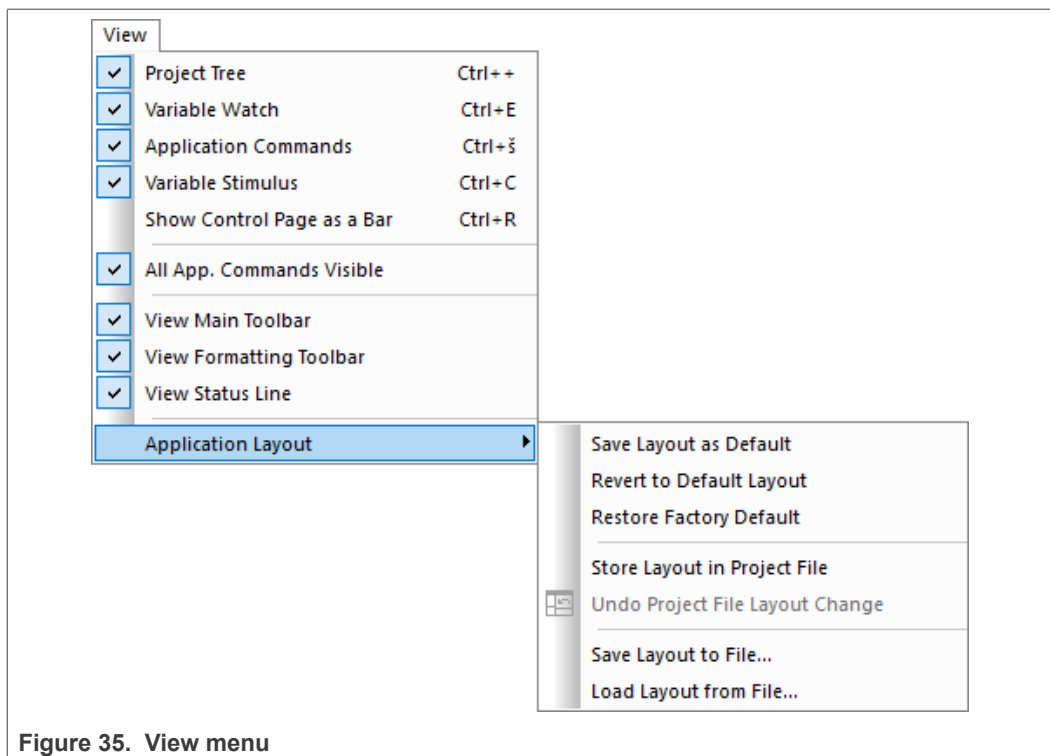 View
Project Tree Ctrl++
Variable Watch Ctrl+E
Application Commands Ctrl+š
Variable Stimulus Ctrl+C
Show Control Page as a Bar Ctrl+R
All App. Commands Visible
View Main Toolbar
View Formatting Toolbar
View Status Line
Application Layout
Save Layout as Default
Revert to Default Layout
Restore Factory Default
Store Layout in Project File
Undo Project File Layout Change
Save Layout to File...
Load Layout from File...
Figure 35. View menu